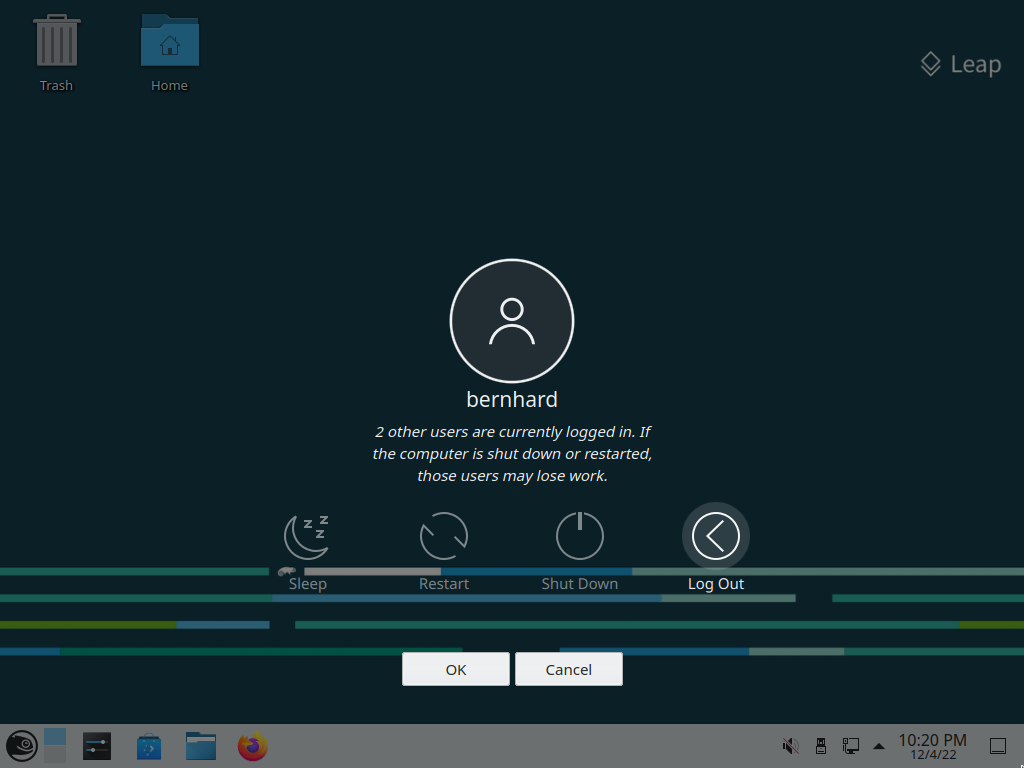 Trash
Home
Leap
bernhard
2 other users are currently logged in. If
the computer is shut down or restarted,
those users may lose work.
z z z
Sleep
Restart
Shut Down
Log Out
OK
Cancel
10:20 PM
12/4/22